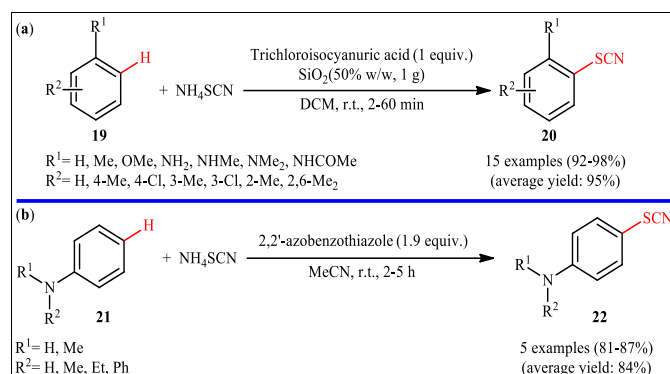 (a)
R¹
H
R²
19
+ NH₄SCN
Trichloroisocyanuric acid (1 equiv.)
SiO₂(50% w/w, 1 g)
DCM, r.t., 2-60 min
R¹
SCN
R²
20
R¹= H, Me, OMe, NH₂, NHMe, NMe₂, NHCOMe
R²= H, 4-Me, 4-Cl, 3-Me, 3-Cl, 2-Me, 2,6-Me₂
15 examples (92-98%)
(average yield: 95%)
(b)
H
R¹
N
R²
21
+ NH₄SCN
2,2'-azobenzothiazole (1.9 equiv.)
MeCN, r.t., 2-5 h
SCN
R¹
N
R²
22
R¹= H, Me
R²= H, Me, Et, Ph
5 examples (81-87%)
(average yield: 84%)